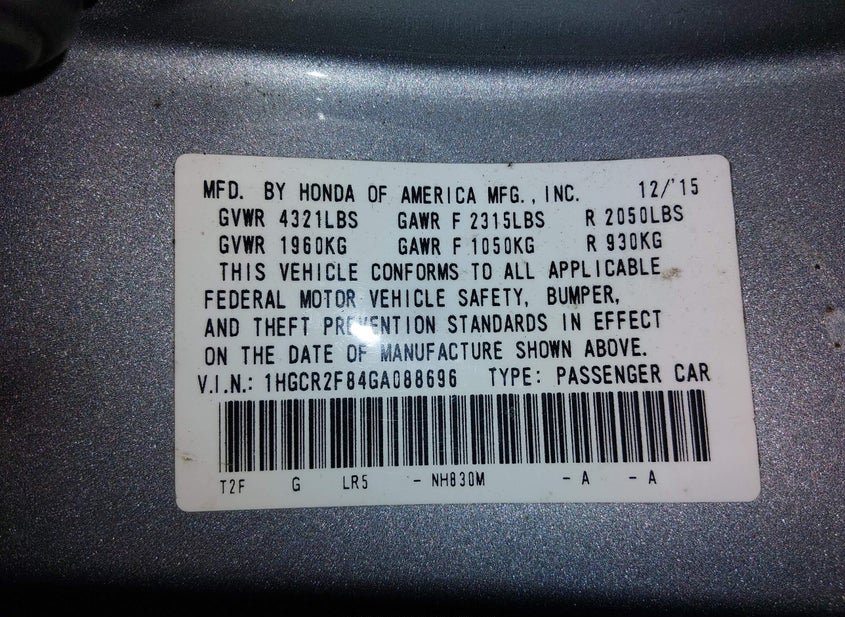 MFD. BY HONDA OF AMERICA MFG., INC. 12/'15
GVWR 4321LBS GAWR F 2315LBS R 2050LBS
GVWR 1960KG GAWR F 1050KG R 930KG
THIS VEHICLE CONFORMS TO ALL APPLICABLE
FEDERAL MOTOR VEHICLE SAFETY, BUMPER,
AND THEFT PREVENTION STANDARDS IN EFFECT
ON THE DATE OF MANUFACTURE SHOWN ABOVE.
V.I.N.: 1HGCR2F84GA088696 TYPE: PASSENGER CAR
T2F G LR5 - NH830M - A - A